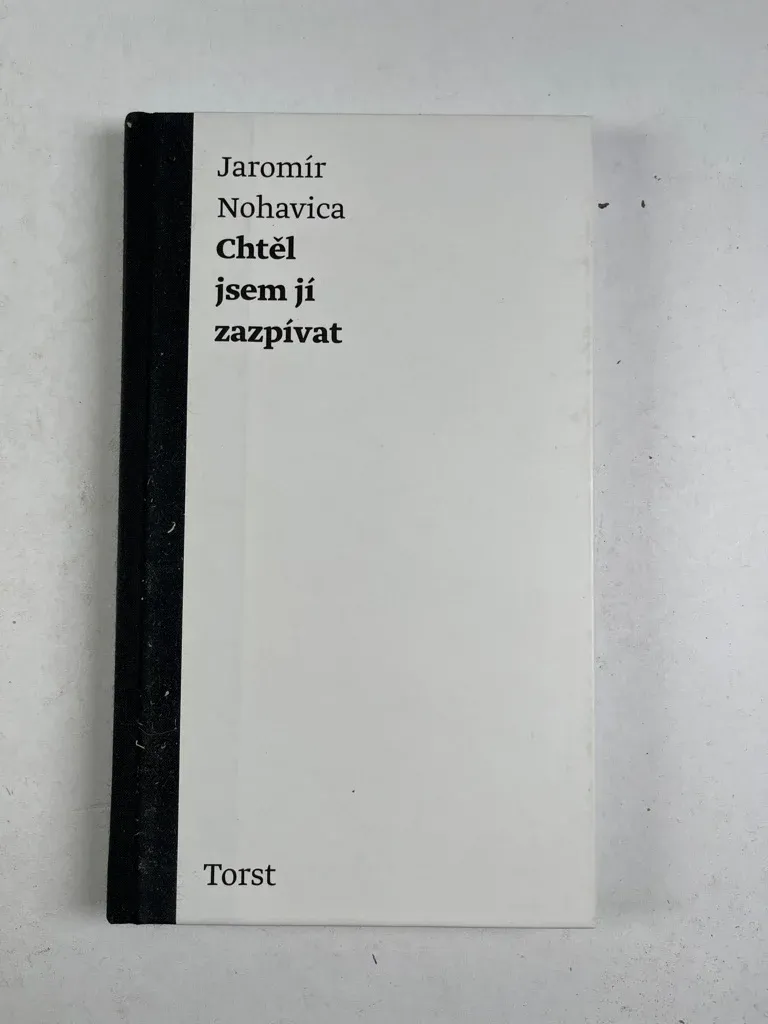 Jaromír
Nohavica
Chtěl
jsem jí
zazpívat
Torst